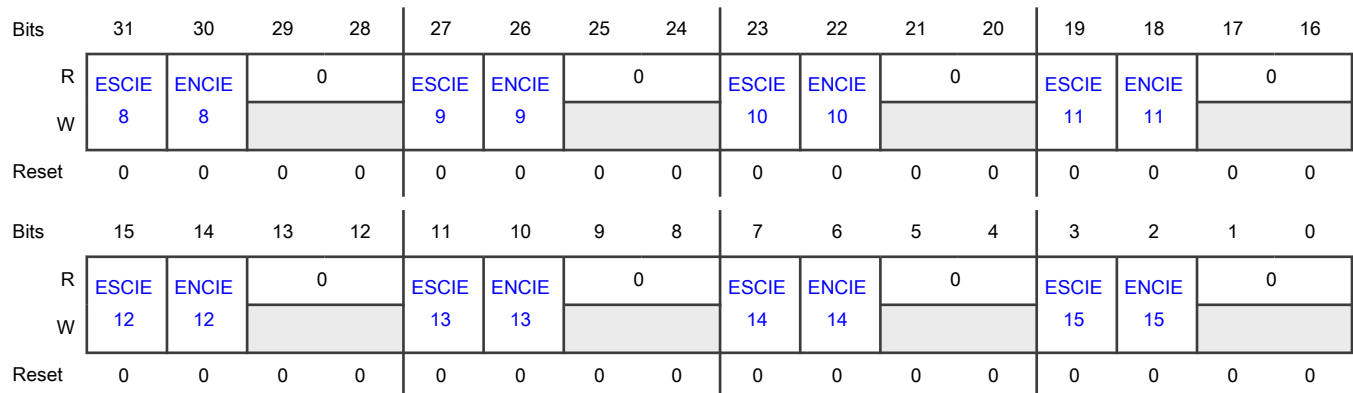 Bits 31 30 29 28 27 26 25 24 23 22 21 20 19 18 17 16
R ESCIE ENCIE 0 ESCIE ENCIE 0 ESCIE ENCIE 0 ESCIE ENCIE 0
W 8 8 9 9 10 10 11 11
Reset 0 0 0 0 0 0 0 0 0 0 0 0 0 0 0 0
Bits 15 14 13 12 11 10 9 8 7 6 5 4 3 2 1 0
R ESCIE ENCIE 0 ESCIE ENCIE 0 ESCIE ENCIE 0 ESCIE ENCIE 0
W 12 12 13 13 14 14 15 15
Reset 0 0 0 0 0 0 0 0 0 0 0 0 0 0 0 0